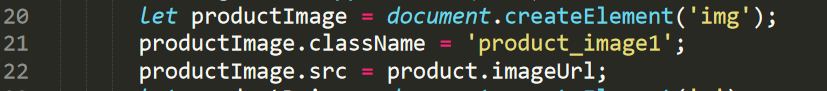 20 let productImage = document.createElement('img');
21 productImage.className = 'product_image1';
22 productImage.src = product.imageUrl;